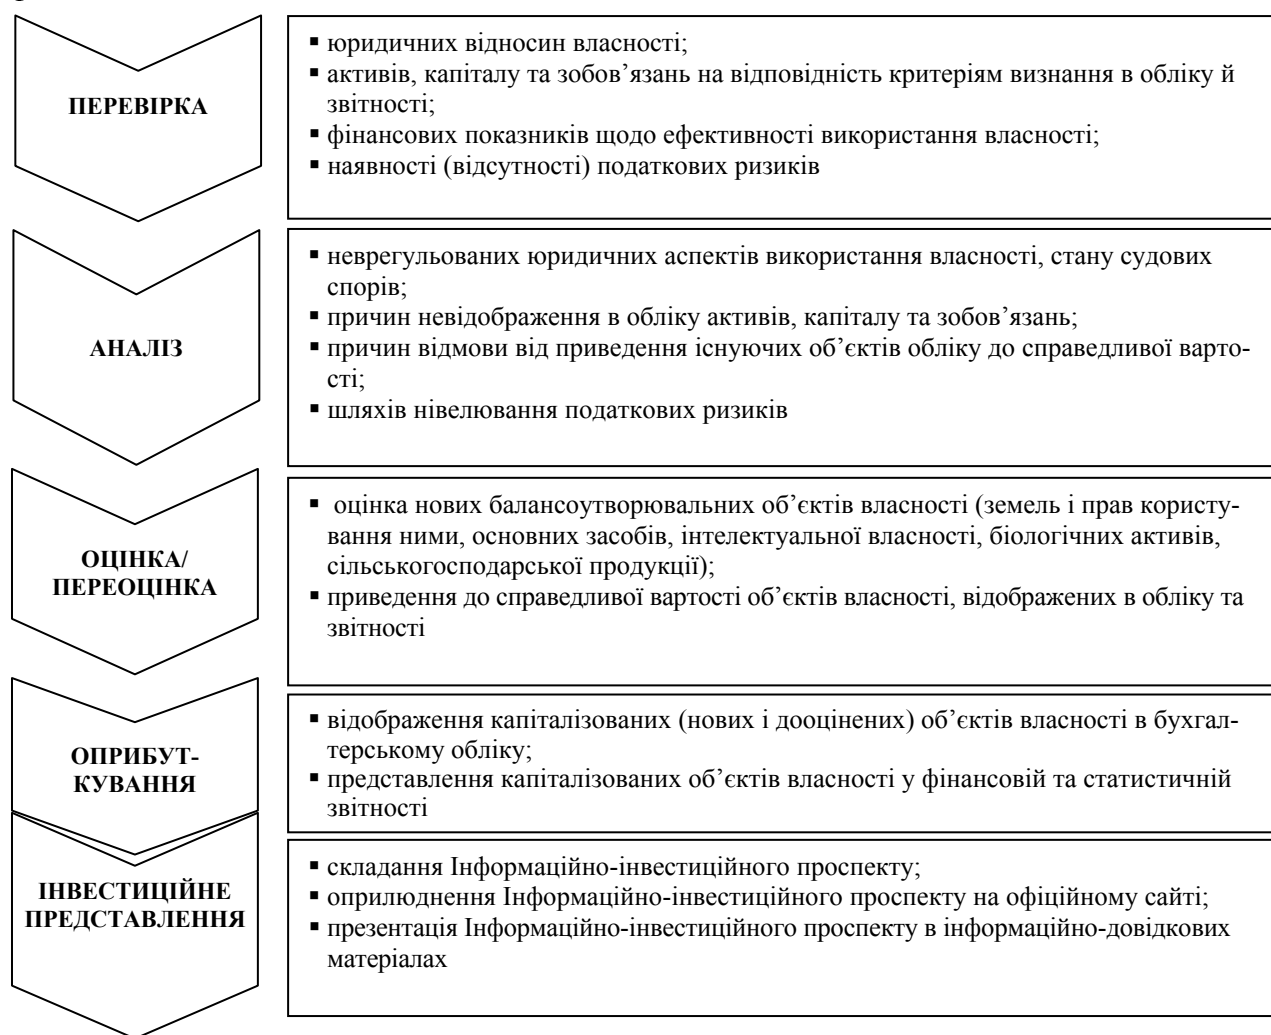 ПЕРЕВІРКА
▪ юридичних відносин власності;
▪ активів, капіталу та зобов’язань на відповідність критеріям визнання в обліку й
звітності;
▪ фінансових показників щодо ефективності використання власності;
▪ наявності (відсутності) податкових ризиків
АНАЛІЗ
▪ неврегульованих юридичних аспектів використання власності, стану судових
спорів;
▪ причин невідображення в обліку активів, капіталу та зобов’язань;
▪ причин відмови від приведення існуючих об’єктів обліку до справедливої варто-
сті;
▪ шляхів нівелювання податкових ризиків
ОЦІНКА/
ПЕРЕОЦІНКА
▪ оцінка нових балансоутворювальних об’єктів власності (земель і прав користу-
вання ними, основних засобів, інтелектуальної власності, біологічних активів,
сільськогосподарської продукції);
▪ приведення до справедливої вартості об’єктів власності, відображених в обліку та
звітності
ОПРИБУТ-
КУВАННЯ
▪ відображення капіталізованих (нових і дооцінених) об’єктів власності в бухгал-
терському обліку;
▪ представлення капіталізованих об’єктів власності у фінансовій та статистичній
звітності
ІНВЕСТИЦІЙНЕ
ПРЕДСТАВЛЕННЯ
▪ складання Інформаційно-інвестиційного проспекту;
▪ оприлюднення Інформаційно-інвестиційного проспекту на офіційному сайті;
▪ презентація Інформаційно-інвестиційного проспекту в інформаційно-довідкових
матеріалах